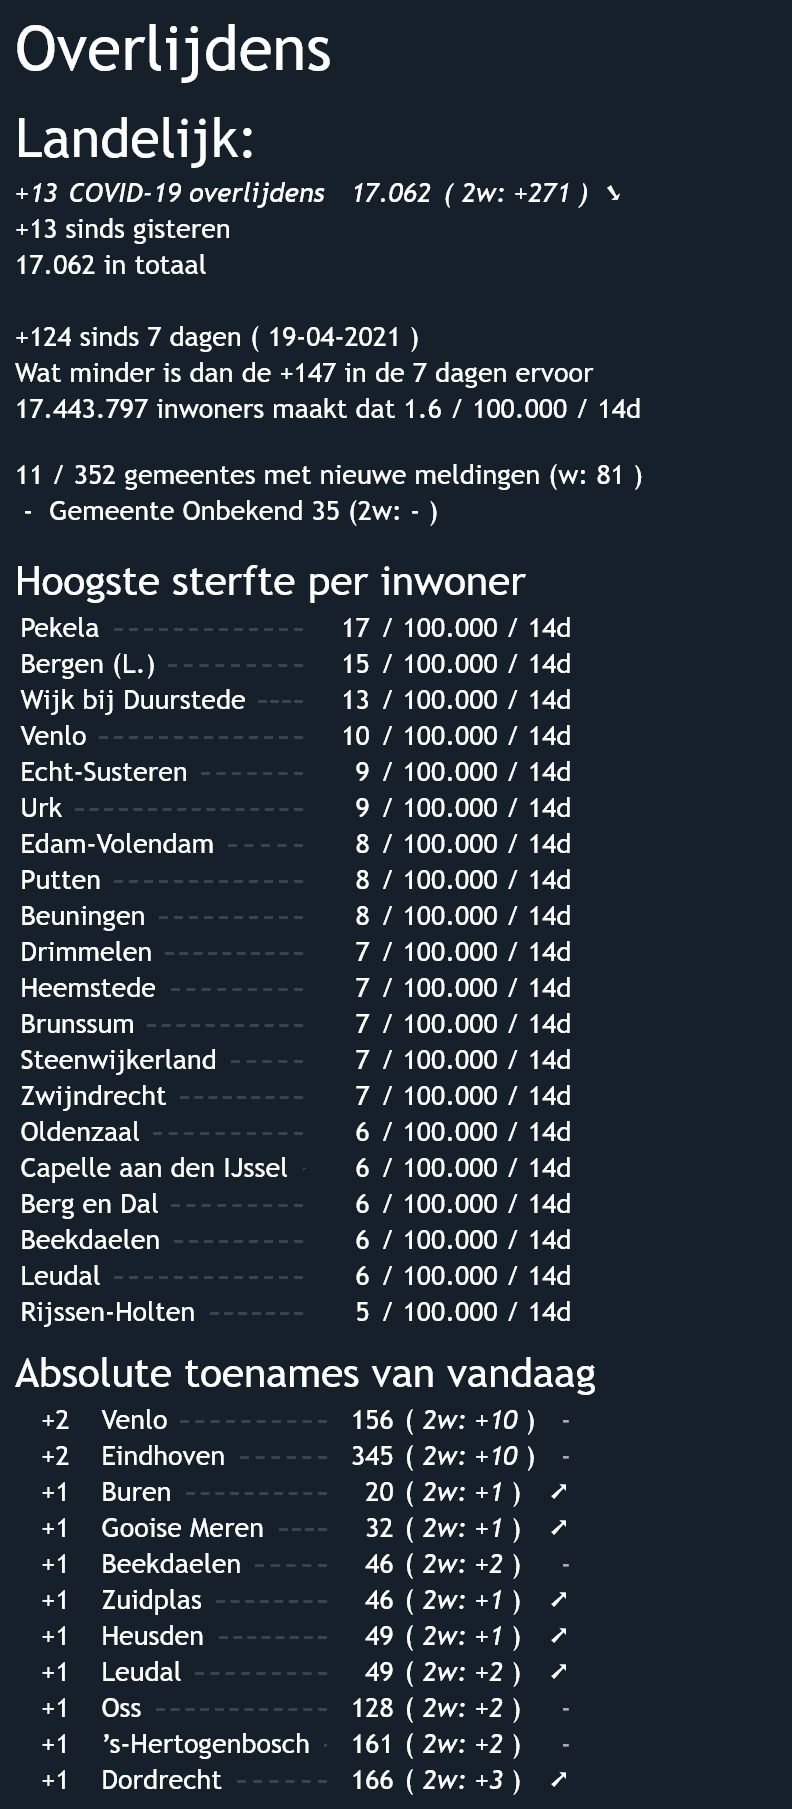 Overlijdens
Landelijk:
+13 COVID-19 overlijdens 17.062 ( 2w: +271 ) ➘
+13 sinds gisteren
17.062 in totaal
+124 sinds 7 dagen ( 19-04-2021 )
Wat minder is dan de +147 in de 7 dagen ervoor
17.443.797 inwoners maakt dat 1.6 / 100.000 / 14d
11 / 352 gemeentes met nieuwe meldingen (w: 81 )
- Gemeente Onbekend 35 (2w: - )
Hoogste sterfte per inwoner
Pekela ------------- 17 / 100.000 / 14d
Bergen (L.) --------- 15 / 100.000 / 14d
Wijk bij Duurstede ---- 13 / 100.000 / 14d
Venlo -------------- 10 / 100.000 / 14d
Echt-Susteren ------- 9 / 100.000 / 14d
Urk ---------------- 9 / 100.000 / 14d
Edam-Volendam ----- 8 / 100.000 / 14d
Putten ------------- 8 / 100.000 / 14d
Beuningen ---------- 8 / 100.000 / 14d
Drimmelen --------- 7 / 100.000 / 14d
Heemstede --------- 7 / 100.000 / 14d
Brunssum ----------- 7 / 100.000 / 14d
Steenwijkerland ----- 7 / 100.000 / 14d
Zwijndrecht --------- 7 / 100.000 / 14d
Oldenzaal ---------- 6 / 100.000 / 14d
Capelle aan den IJssel - 6 / 100.000 / 14d
Berg en Dal --------- 6 / 100.000 / 14d
Beekdaelen --------- 6 / 100.000 / 14d
Leudal ------------- 6 / 100.000 / 14d
Rijssen-Holten ------- 5 / 100.000 / 14d
Absolute toenames van vandaag
+2 Venlo ---------- 156 ( 2w: +10 ) -
+2 Eindhoven ------- 345 ( 2w: +10 ) -
+1 Buren ---------- 20 ( 2w: +1 ) ➚
+1 Gooise Meren ---- 32 ( 2w: +1 ) ➚
+1 Beekdaelen ----- 46 ( 2w: +2 ) -
+1 Zuidplas -------- 46 ( 2w: +1 ) ➚
+1 Heusden -------- 49 ( 2w: +1 ) ➚
+1 Leudal --------- 49 ( 2w: +2 ) ➚
+1 Oss ------------ 128 ( 2w: +2 ) -
+1 ’s-Hertogenbosch - 161 ( 2w: +2 ) -
+1 Dordrecht ------ 166 ( 2w: +3 ) ➚